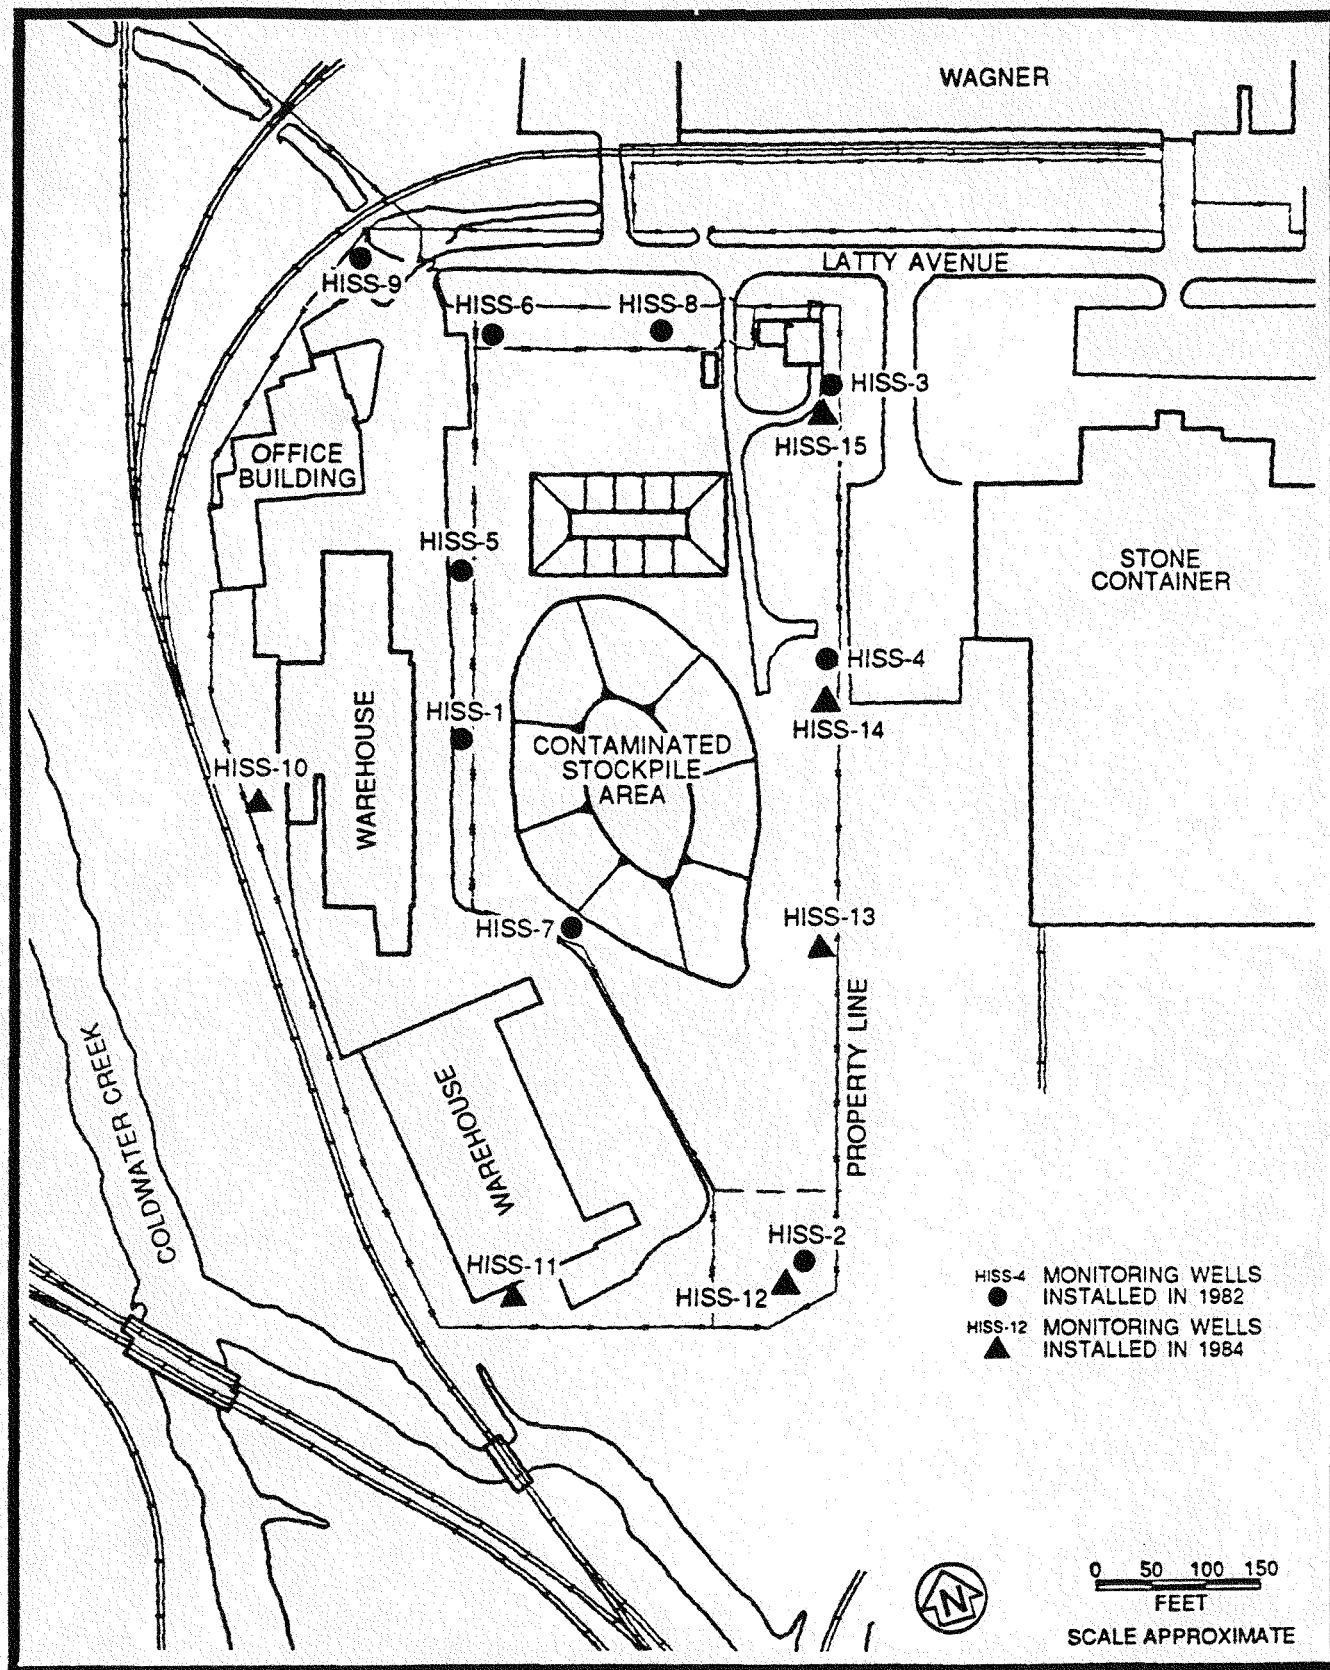 WAGNER
LATTY AVENUE
HISS-9
HISS-6
HISS-8
HISS-3
HISS-15
OFFICE
BUILDING
HISS-5
STONE
CONTAINER
HISS-4
HISS-1
HISS-14
WAREHOUSE
CONTAMINATED
STOCKPILE
AREA
HISS-10
HISS-7
HISS-13
PROPERTY LINE
COLDWATER CREEK
WAREHOUSE
HISS-2
HISS-11
HISS-12
HISS-4 MONITORING WELLS
INSTALLED IN 1982
HISS-12 MONITORING WELLS
INSTALLED IN 1984
N
0 50 100 150
FEET
SCALE APPROXIMATE